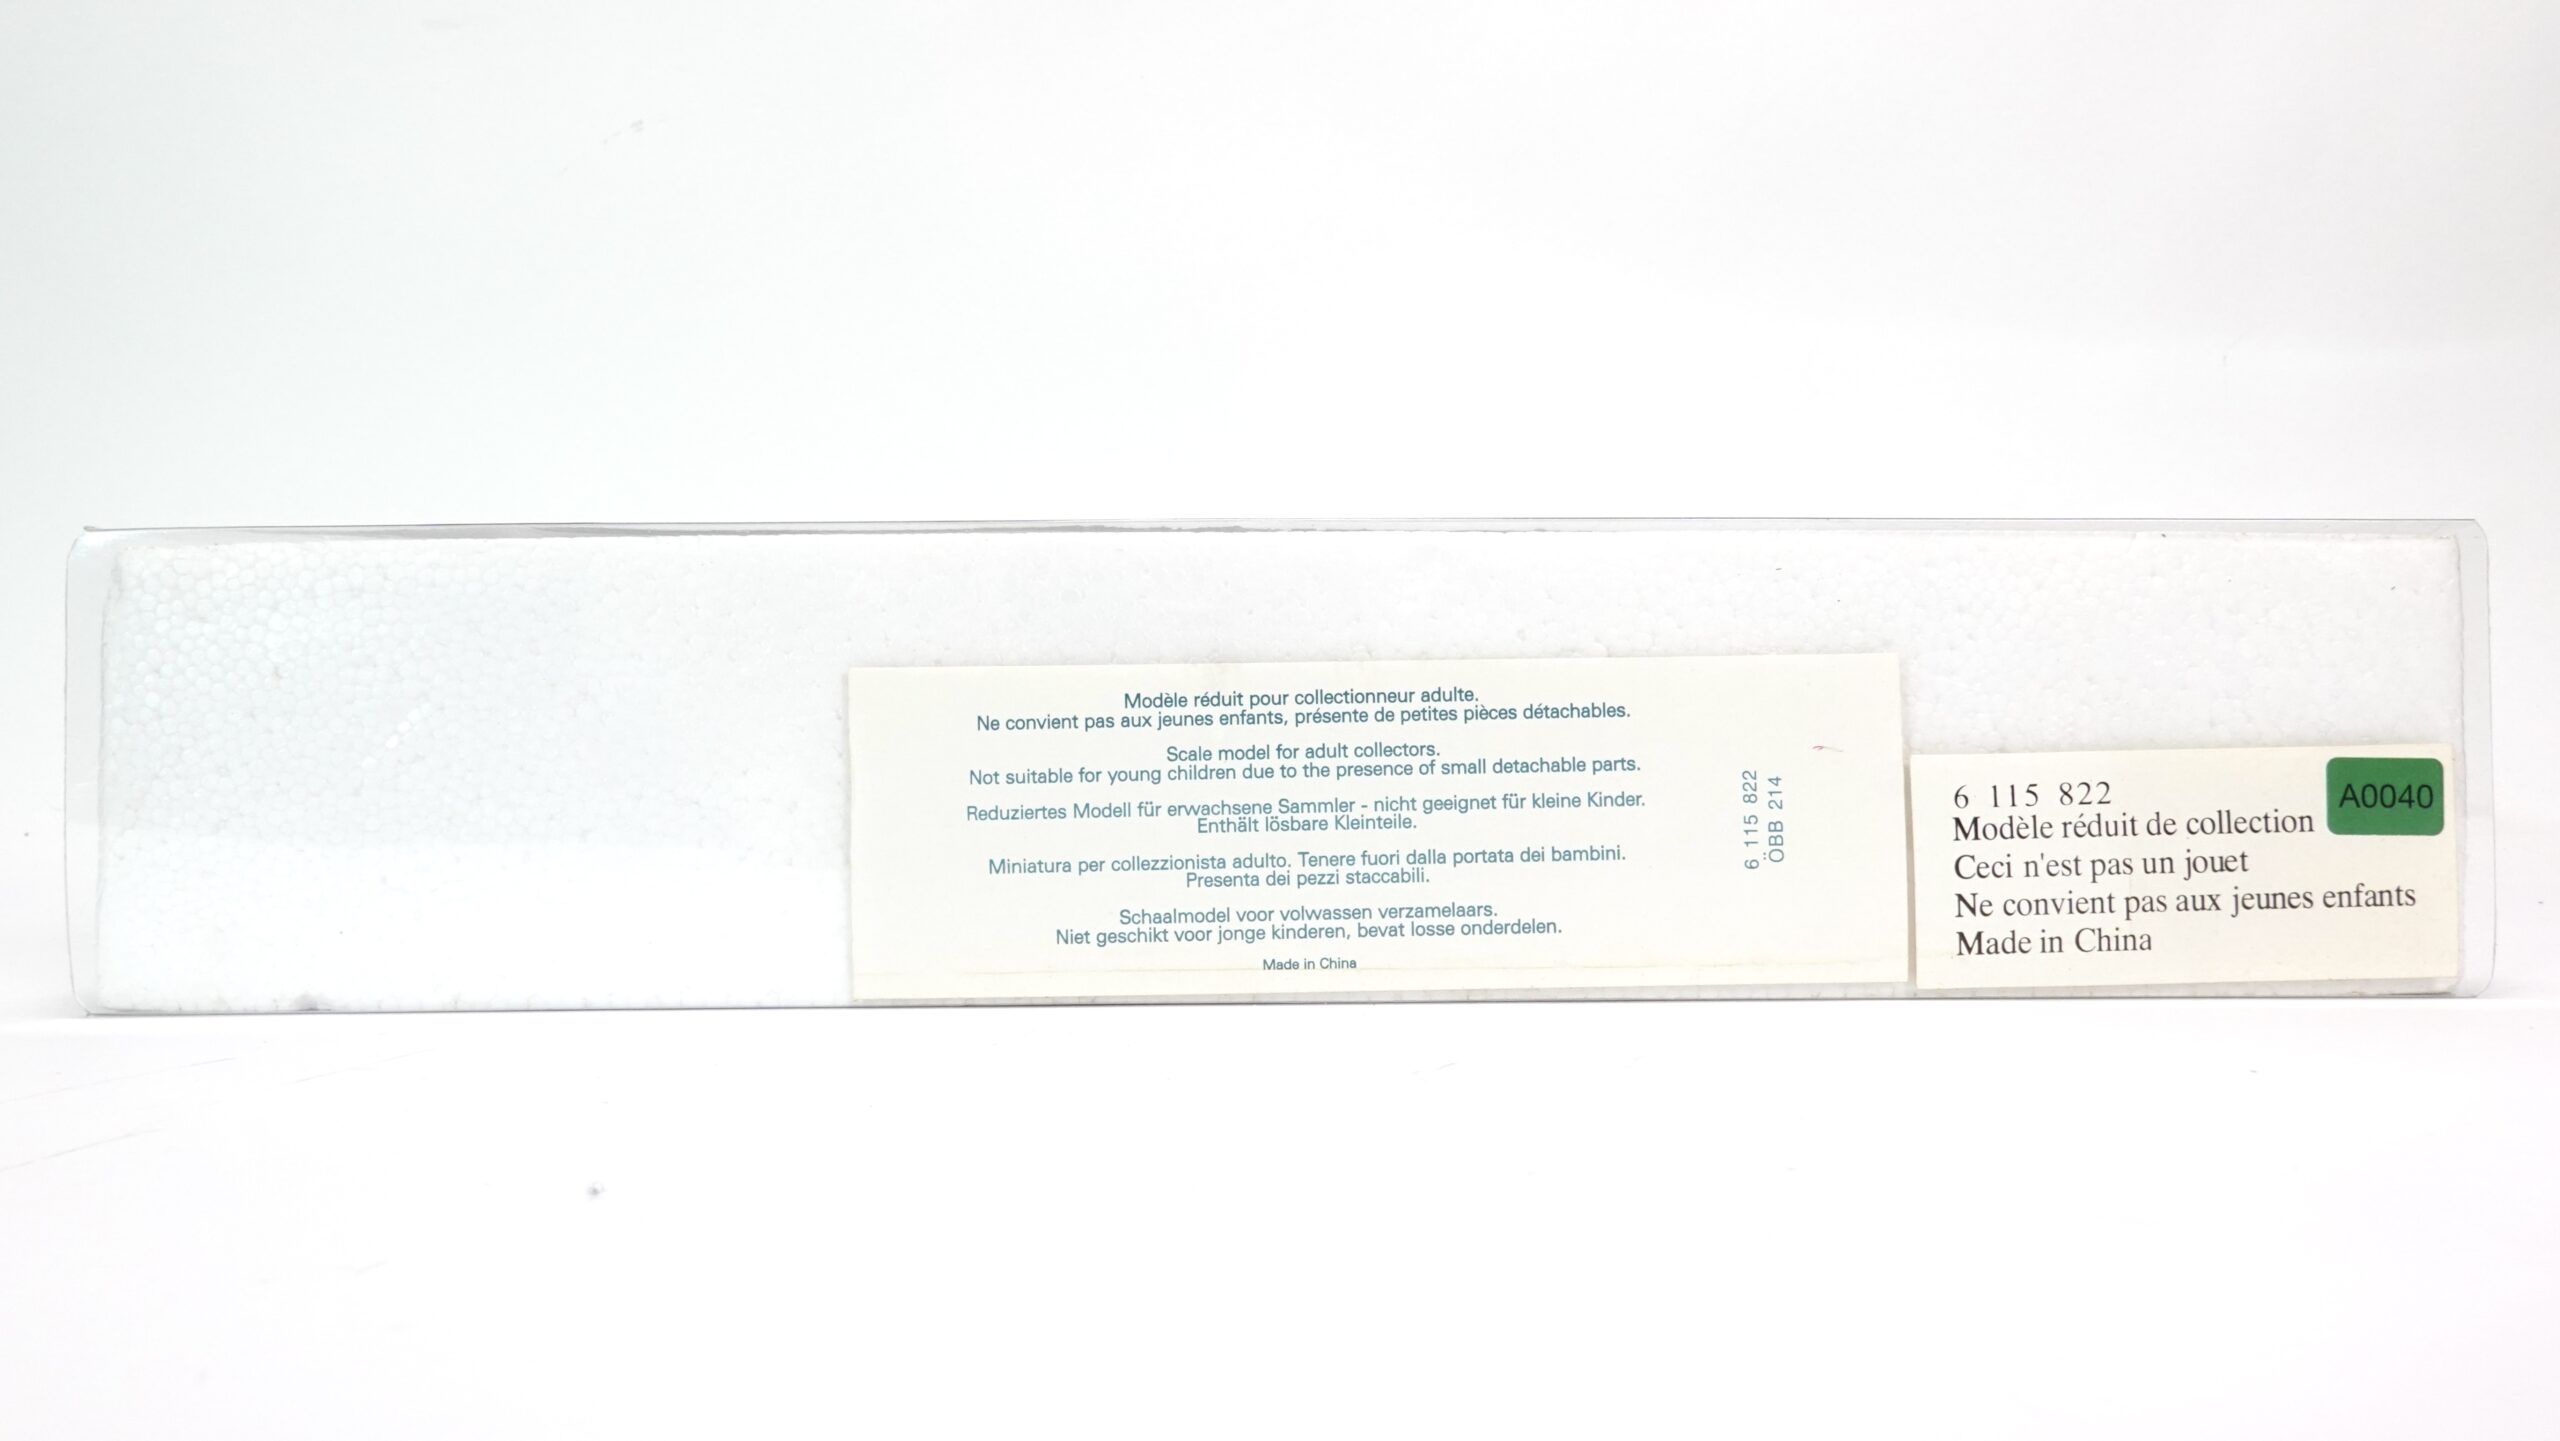 Modèle réduit pour collectionneur adulte.
Ne convient pas aux jeunes enfants, présente de petites pièces détachables.
Scale model for adult collectors.
Not suitable for young children due to the presence of small detachable parts.
Reduziertes Modell für erwachsene Sammler - nicht geeignet für kleine Kinder.
Enthält lösbare Kleinteile.
Miniatura per collezzionista adulto. Tenere fuori dalla portata dei bambini.
Presenta dei pezzi staccabili.
Schaalmodel voor volwassen verzamelaars.
Niet geschikt voor jonge kinderen, bevat losse onderdelen.
Made in China
6 115 822
ÖBB 214
6 115 822
Modèle réduit de collection
Ceci n'est pas un jouet
Ne convient pas aux jeunes enfants
Made in China
A0040